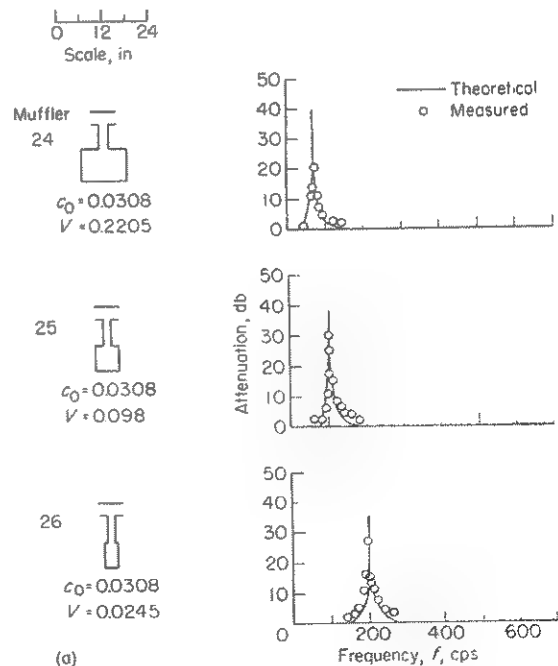 0 12 24
Scale, in
Muffler
24
c₀=0.0308
V=0.2205
50
40
30
20
10
0
Theoretical
Measured
25
c₀=0.0308
V=0.098
Attenuation, db
50
40
30
20
10
0
26
c₀=0.0308
V=0.0245
50
40
30
20
10
0
200 400 600
Frequency, f, cps
(a)